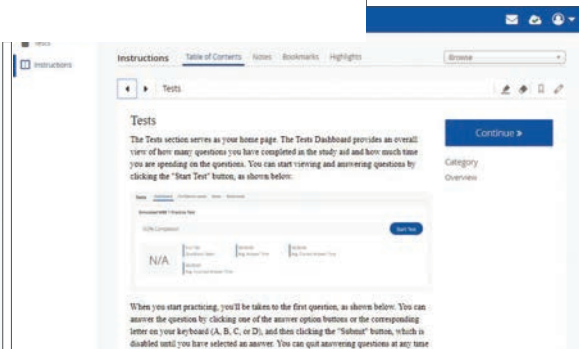 Tests
Instructions
Instructions Table of Contents Notes Bookmarks Highlights Browse
Tests
Tests
The Tests section serves as your home page. The Tests Dashboard provides an overall
view of how many questions you have completed in the study aid and how much time
you are spending on the questions. You can start viewing and answering questions by
clicking the "Start Test" button, as shown below:
Continue »
Category
Overview
Tests
Start Test
N/A
When you start practicing, you'll be taken to the first question, as shown below. You can
answer the question by clicking one of the answer option buttons or the corresponding
letter on your keyboard (A, B, C, or D), and then clicking the "Submit" button, which is
disabled until you have selected an answer. You can quit answering questions at any time